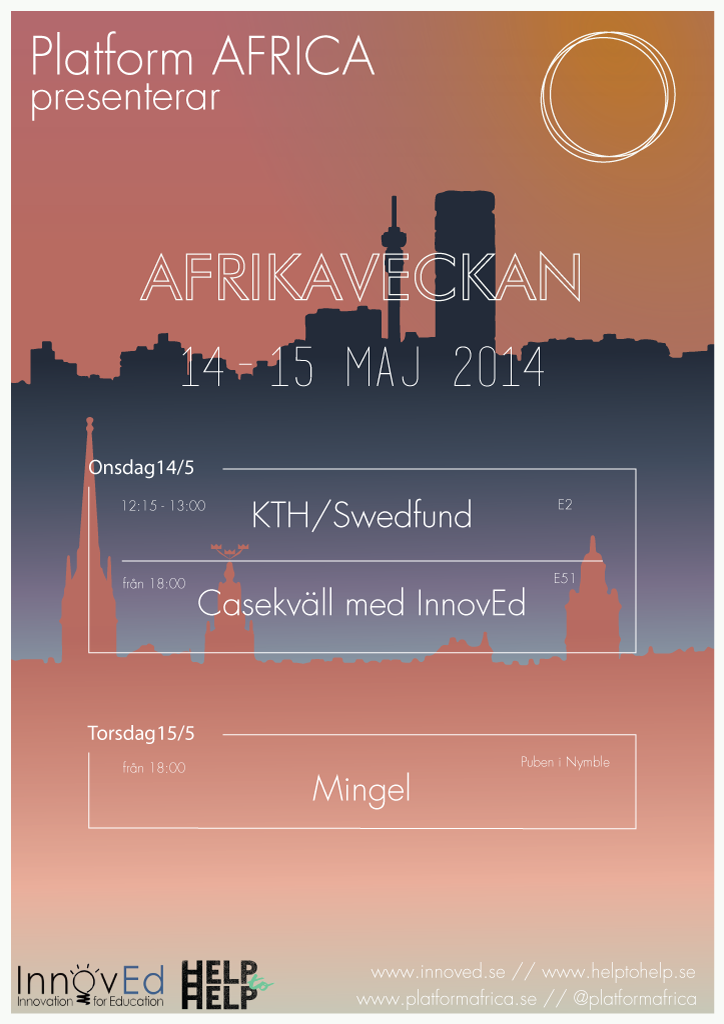 Platform AFRICA
presenterar
AFRIKAVECKAN
14-15 MAJ 2014
Onsdag14/5
12:15 - 13:00
KTH/Swedfund
E2
från 18:00
E51
Casekväll med InnovEd
Torsdag15/5
från 18:00
Puben i Nymble
Mingel
InnovEd
Innovation for Education
HELP to
HELP
www.innoved.se // www.helptohelp.se
www.platformafrica.se // @platformafrica